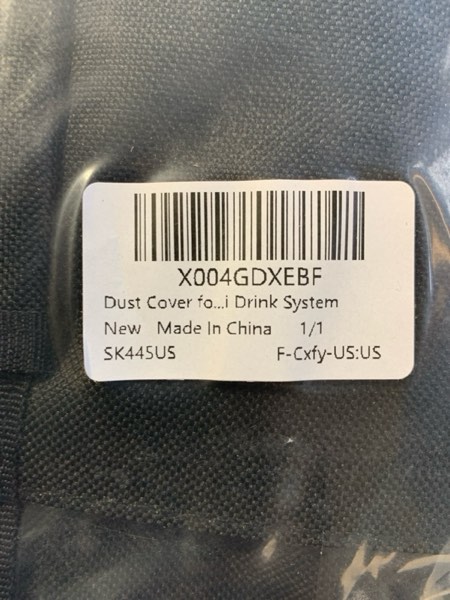 X004GDXEBF
Dust Cover fo...i Drink System
New Made In China 1/1
SK445US F-Cxfy-US:US